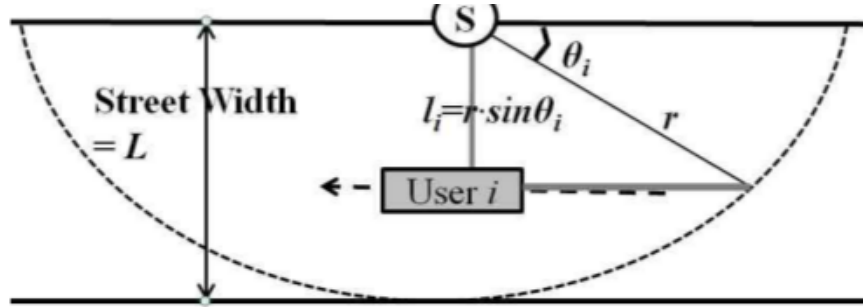 S
θᵢ
Street Width
= L
lᵢ=r·sinθᵢ
r
User i